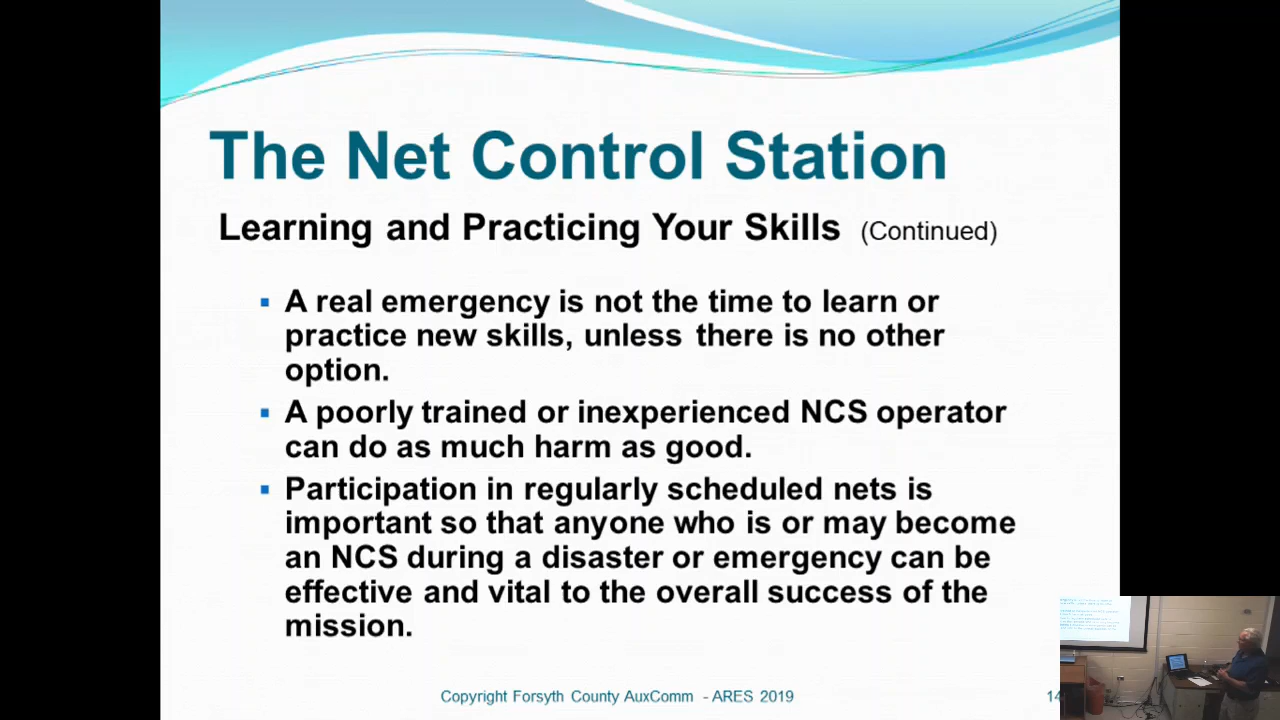 The Net Control Station
Learning and Practicing Your Skills (Continued)
A real emergency is not the time to learn or
practice new skills, unless there is no other
option.
A poorly trained or inexperienced NCS operator
can do as much harm as good.
Participation in regularly scheduled nets is
important so that anyone who is or may become
an NCS during a disaster or emergency can be
effective and vital to the overall success of the
mission.
Copyright Forsyth County AuxComm - ARES 2019
14